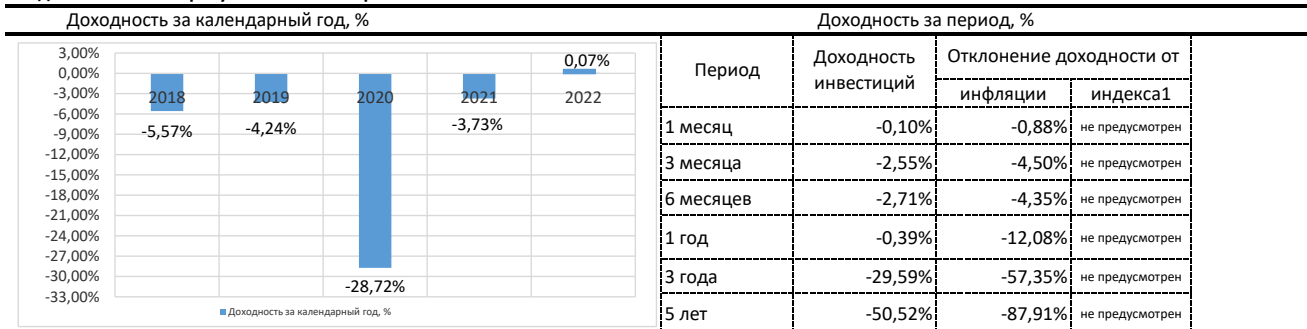 Доходность за календарный год, %
Доходность за период, %
3,00%
0,00%
-3,00%
-6,00%
-9,00%
-12,00%
-15,00%
-18,00%
-21,00%
-24,00%
-27,00%
-30,00%
-33,00%
2018 2019 2020 2021 2022
-5,57% -4,24% -28,72% -3,73% 0,07%
Доходность за календарный год, %
Период Доходность инвестиций Отклонение доходности от
инфляции индекса1
1 месяц -0,10% -0,88% не предусмотрен
3 месяца -2,55% -4,50% не предусмотрен
6 месяцев -2,71% -4,35% не предусмотрен
1 год -0,39% -12,08% не предусмотрен
3 года -29,59% -57,35% не предусмотрен
5 лет -50,52% -87,91% не предусмотрен